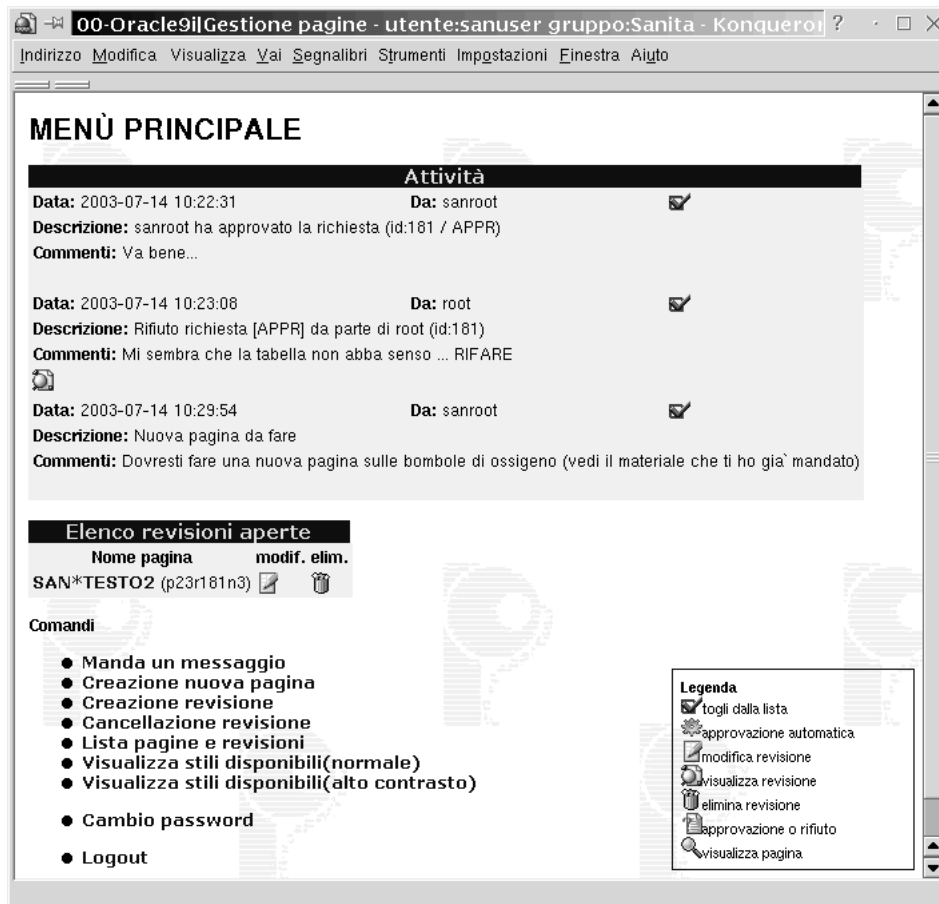 00-Oracle9i|Gestione pagine - utente:sanuser gruppo:Sanita - Konqueror ?
Indirizzo Modifica Visualizza Vai Segnalibri Strumenti Impostazioni Finestra Aiuto
MENÙ PRINCIPALE
Attività
Data: 2003-07-14 10:22:31 Da: sanroot
Descrizione: sanroot ha approvato la richiesta (id:181 / APPR)
Commenti: Va bene...
Data: 2003-07-14 10:23:08 Da: root
Descrizione: Rifiuto richiesta [APPR] da parte di root (id:181)
Commenti: Mi sembra che la tabella non abba senso ... RIFARE
Data: 2003-07-14 10:29:54 Da: sanroot
Descrizione: Nuova pagina da fare
Commenti: Dovresti fare una nuova pagina sulle bombole di ossigeno (vedi il materiale che ti ho gia` mandato)
Elenco revisioni aperte
Nome pagina modif. elim.
SAN*TESTO2 (p23r181n3)
Comandi
● Manda un messaggio
● Creazione nuova pagina
● Creazione revisione
● Cancellazione revisione
● Lista pagine e revisioni
● Visualizza stili disponibili(normale)
● Visualizza stili disponibili(alto contrasto)
● Cambio password
● Logout
Legenda
togli dalla lista
approvazione automatica
modifica revisione
visualizza revisione
elimina revisione
approvazione o rifiuto
visualizza pagina